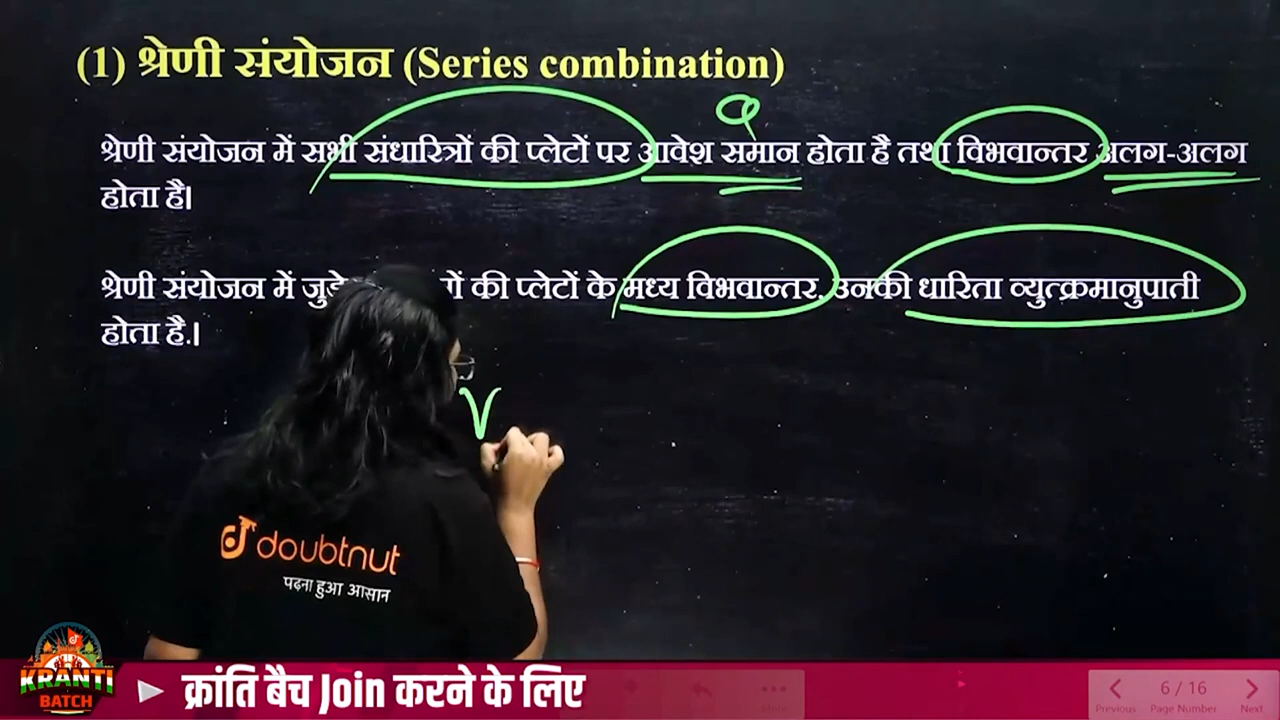 (1) श्रेणी संयोजन (Series combination)
Q
श्रेणी संयोजन में सभी संधारित्रों की प्लेटों पर आवेश समान होता है तथा विभवान्तर अलग-अलग
होता है।
श्रेणी संयोजन में जुड़े की प्लेटों के मध्य विभवान्तर, उनकी धारिता व्युत्क्रमानुपाती
होता है.।
V
doubtnut
पढ़ना हुआ आसान
KRANTI
BATCH
क्रांति बैच Join करने के लिए
6 / 16
Previous Page Number Next